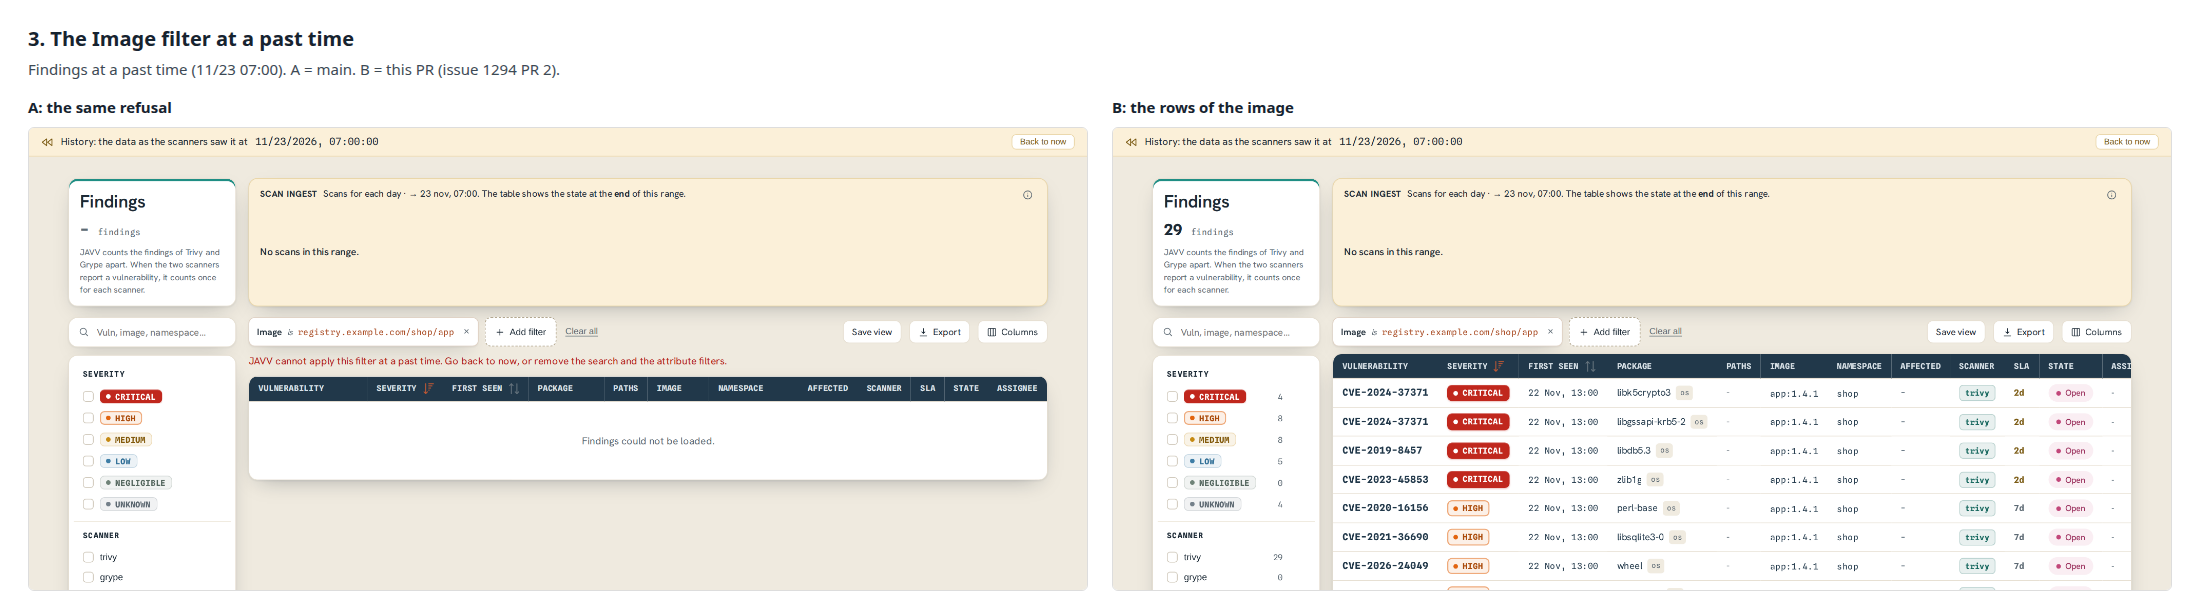 3. The Image filter at a past time
Findings at a past time (11/23 07:00). A = main. B = this PR (issue 1294 PR 2).
A: the same refusal
History: the data as the scanners saw it at 11/23/2026, 07:00:00
Back to now
Findings
– findings
JAVV counts the findings of Trivy and
Grype apart. When the two scanners
report a vulnerability, it counts once
for each scanner.
SCAN INGEST Scans for each day · → 23 nov, 07:00. The table shows the state at the end of this range.
No scans in this range.
Vuln, image, namespace...
Image is registry.example.com/shop/app ×
+ Add filter
Clear all
Save view
Export
Columns
JAVV cannot apply this filter at a past time. Go back to now, or remove the search and the attribute filters.
SEVERITY
CRITICAL
HIGH
MEDIUM
LOW
NEGLIGIBLE
UNKNOWN
SCANNER
trivy
grype
VULNERABILITY SEVERITY FIRST SEEN PACKAGE PATHS IMAGE NAMESPACE AFFECTED SCANNER SLA STATE ASSIGNEE
Findings could not be loaded.
B: the rows of the image
History: the data as the scanners saw it at 11/23/2026, 07:00:00
Back to now
Findings
29 findings
JAVV counts the findings of Trivy and
Grype apart. When the two scanners
report a vulnerability, it counts once
for each scanner.
SCAN INGEST Scans for each day · → 23 nov, 07:00. The table shows the state at the end of this range.
No scans in this range.
Vuln, image, namespace...
Image is registry.example.com/shop/app ×
+ Add filter
Clear all
Save view
Export
Columns
SEVERITY
CRITICAL 4
HIGH 8
MEDIUM 8
LOW 5
NEGLIGIBLE 0
UNKNOWN 4
SCANNER
trivy 29
grype 0
VULNERABILITY SEVERITY FIRST SEEN PACKAGE PATHS IMAGE NAMESPACE AFFECTED SCANNER SLA STATE ASSI
CVE-2024-37371 CRITICAL 22 Nov, 13:00 libk5crypto3 os - app:1.4.1 shop – trivy 2d Open -
CVE-2024-37371 CRITICAL 22 Nov, 13:00 libgssapi-krb5-2 os - app:1.4.1 shop – trivy 2d Open -
CVE-2019-8457 CRITICAL 22 Nov, 13:00 libdb5.3 os - app:1.4.1 shop – trivy 2d Open -
CVE-2023-45853 CRITICAL 22 Nov, 13:00 zlib1g os - app:1.4.1 shop – trivy 2d Open -
CVE-2020-16156 HIGH 22 Nov, 13:00 perl-base os - app:1.4.1 shop – trivy 7d Open -
CVE-2021-36690 HIGH 22 Nov, 13:00 libsqlite3-0 os - app:1.4.1 shop – trivy 7d Open -
CVE-2026-24049 HIGH 22 Nov, 13:00 wheel os - app:1.4.1 shop – trivy 7d Open -